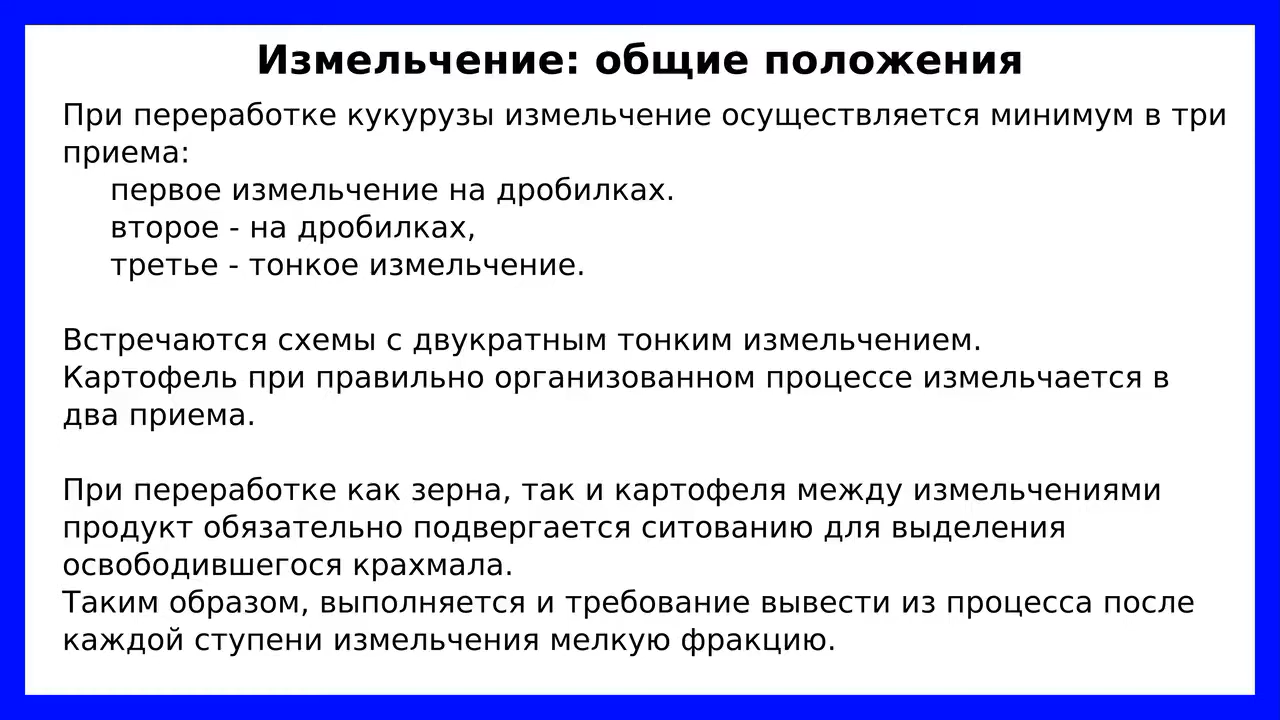 Измельчение: общие положения
При переработке кукурузы измельчение осуществляется минимум в три
приема:
первое измельчение на дробилках.
второе - на дробилках,
третье - тонкое измельчение.
Встречаются схемы с двукратным тонким измельчением.
Картофель при правильно организованном процессе измельчается в
два приема.
При переработке как зерна, так и картофеля между измельчениями
продукт обязательно подвергается ситованию для выделения
освободившегося крахмала.
Таким образом, выполняется и требование вывести из процесса после
каждой ступени измельчения мелкую фракцию.